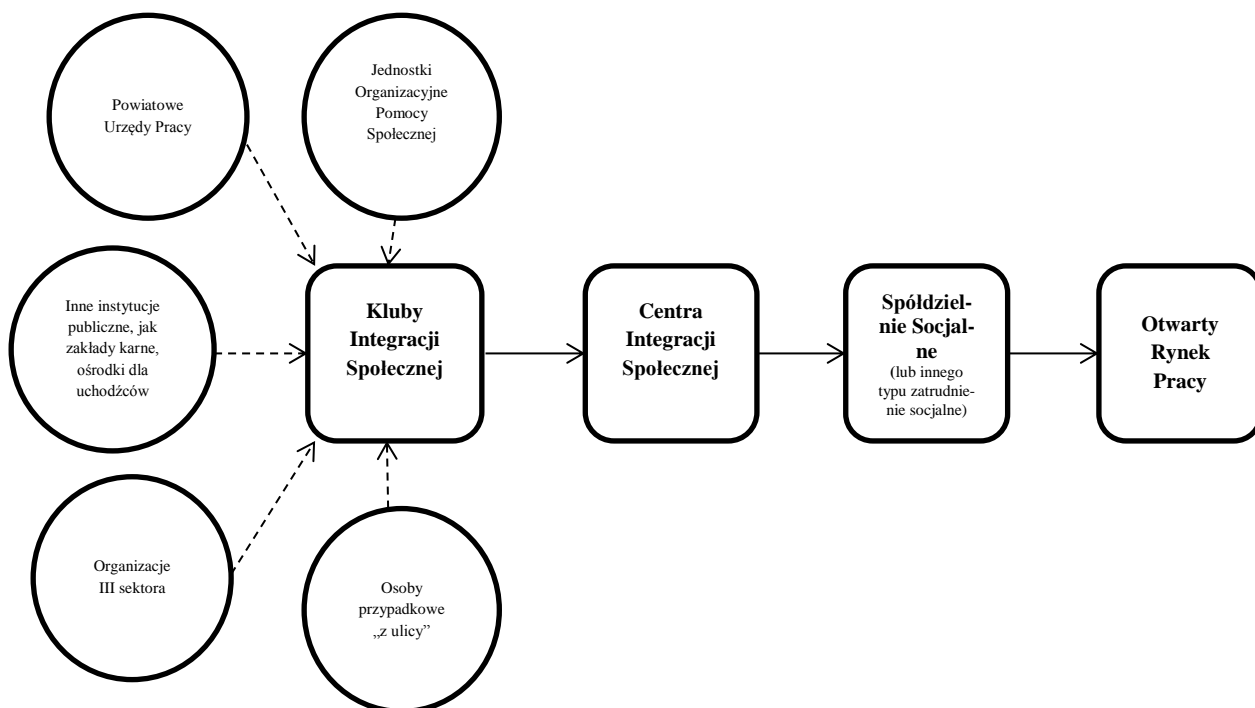 Powiatowe
Urzędy Pracy
Jednostki
Organizacyjne
Pomocy
Społecznej
Inne instytucje
publiczne, jak
zakłady karne,
ośrodki dla
uchodźców
Kluby
Integracji
Społecznej
Centra
Integracji
Społecznej
Spółdziel-
nie Socjal-
ne
(lub innego
typu zatrudnie-
nie socjalne)
Otwarty
Rynek
Pracy
Organizacje
III sektora
Osoby
przypadkowe
„z ulicy”